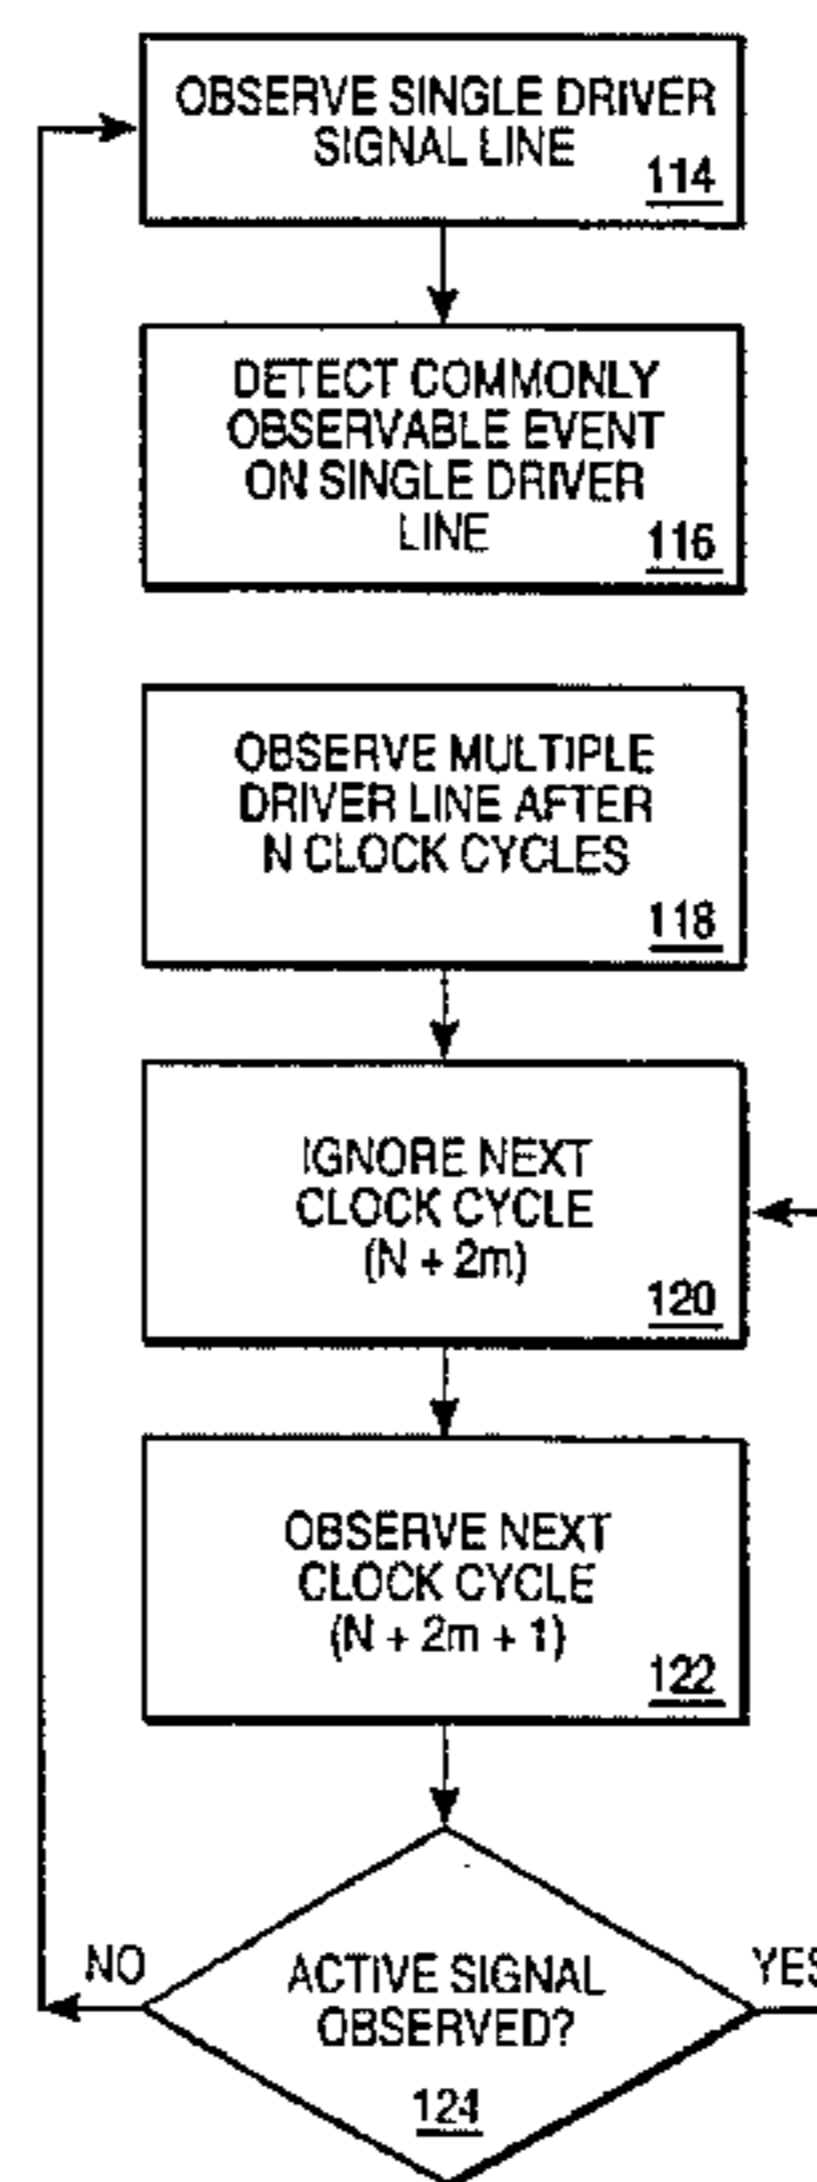 OBSERVE SINGLE DRIVER
SIGNAL LINE
114
DETECT COMMONLY
OBSERVABLE EVENT
ON SINGLE DRIVER
LINE
116
OBSERVE MULTIPLE
DRIVER LINE AFTER
N CLOCK CYCLES
118
IGNORE NEXT
CLOCK CYCLE
(N + 2m)
120
OBSERVE NEXT
CLOCK CYCLE
(N + 2m + 1)
122
NO
YES
ACTIVE SIGNAL
OBSERVED?
124